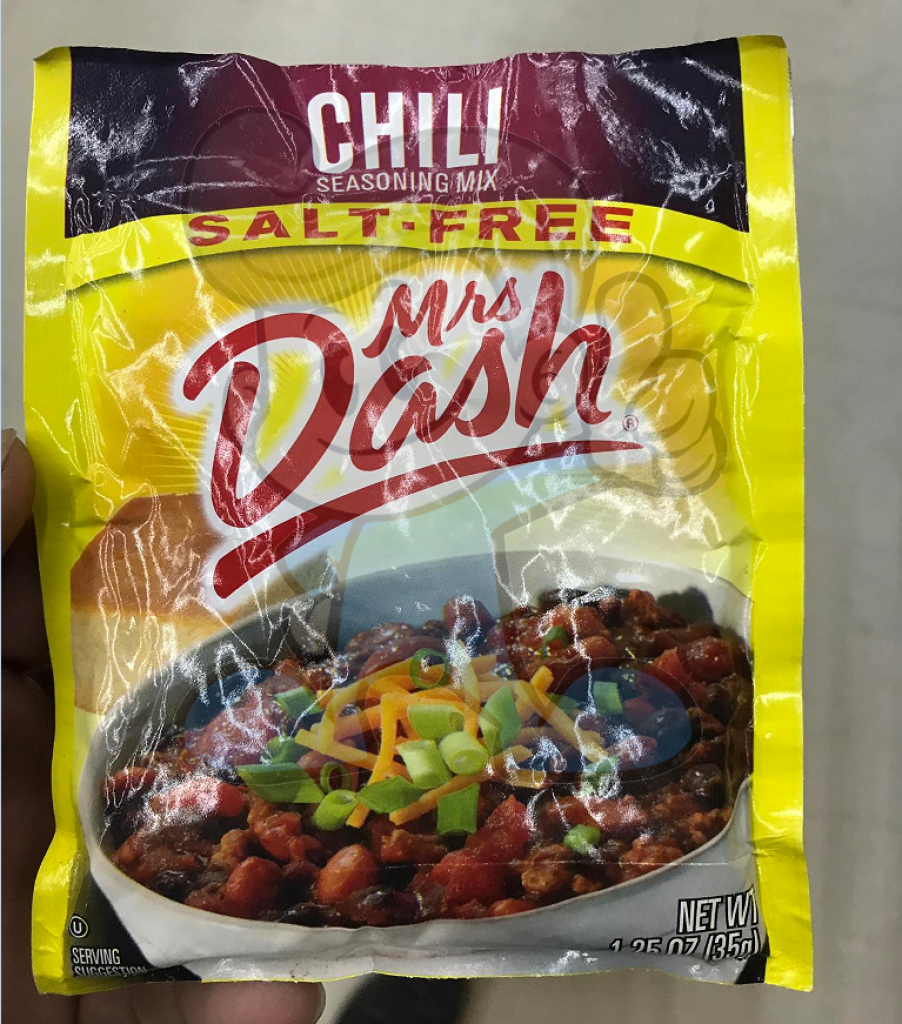 CHILI
SEASONING MIX
SALT-FREE
Mrs
Dash®
U
NET WT
1.25 OZ (35g)
SERVING
SUGGESTION